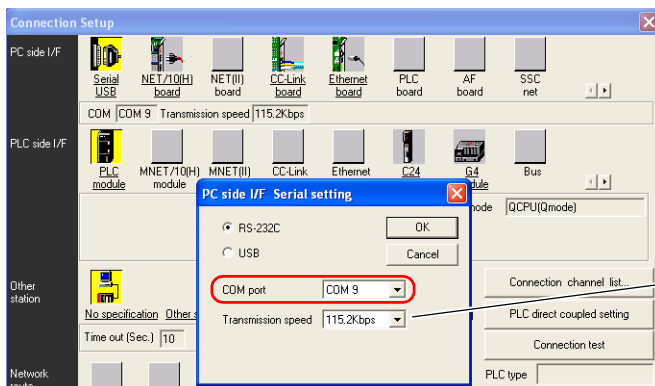 Connection Setup
PC side I/F
Serial USB
NET/10(H) board
NET(II) board
CC-Link board
Ethernet board
PLC board
AF board
SSC net
COM COM 9 Transmission speed 115.2Kbps
PLC side I/F
PLC module
MNET/10(H) module
MNET(II)
CC-Link
Ethernet
C24
G4
Bus
PC side I/F Serial setting
QCPU(Qmode)
RS-232C
OK
USB
Cancel
COM port COM 9
Transmission speed 115.2Kbps
Other station
No specification Other
Time out (Sec.) 10
Connection channel list...
PLC direct coupled setting
Connection test
Network
PLC type